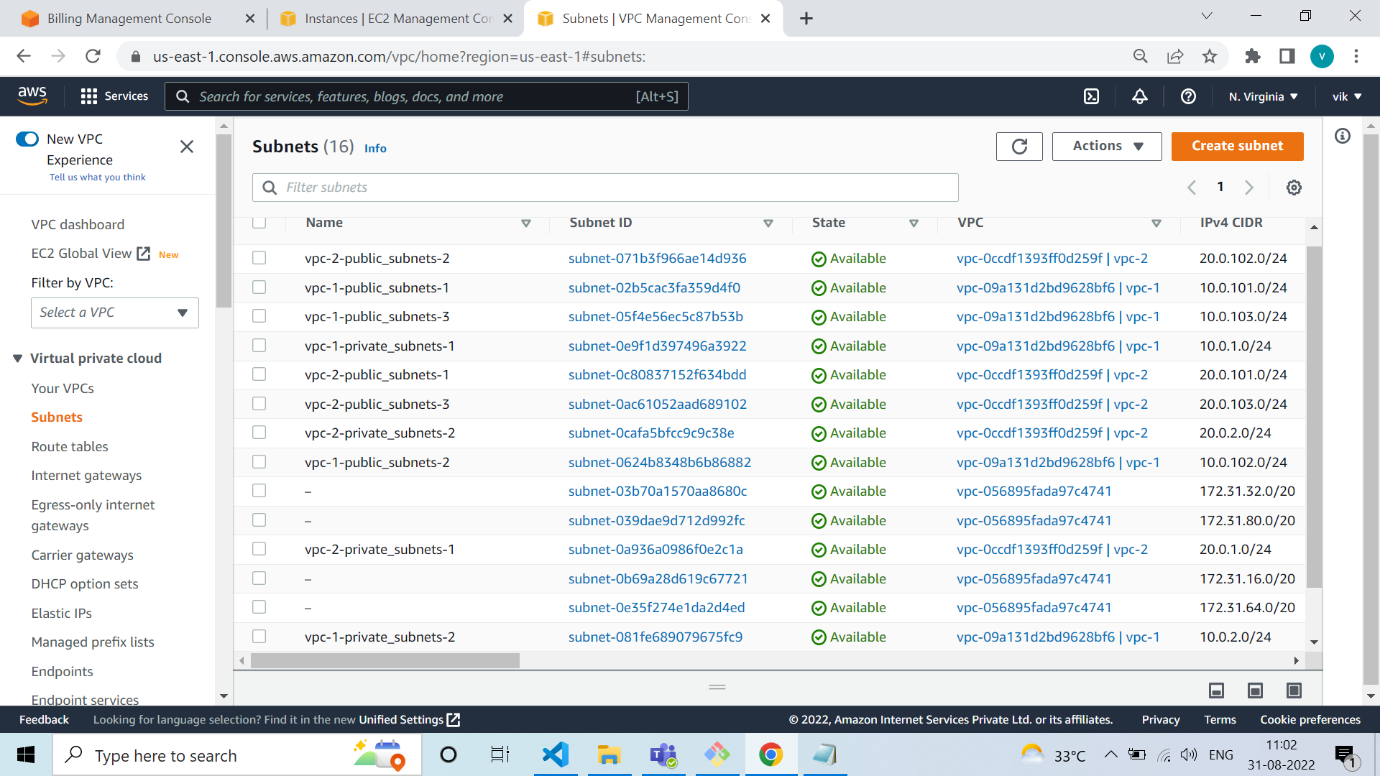 Billing Management Console
Instances | EC2 Management Con
Subnets | VPC Management Cons
us-east-1.console.aws.amazon.com/vpc/home?region=us-east-1#subnets:
V
aws Services Search for services, features, blogs, docs, and more [Alt+S] N. Virginia vik
New VPC
Experience
Tell us what you think
VPC dashboard
EC2 Global View New
Filter by VPC:
Select a VPC
Virtual private cloud
Your VPCs
Subnets
Route tables
Internet gateways
Egress-only internet
gateways
Carrier gateways
DHCP option sets
Elastic IPs
Managed prefix lists
Endpoints
Endpoint services
Subnets (16) Info
Actions
Create subnet
Filter subnets
1
Name Subnet ID State VPC IPv4 CIDR
vpc-2-public_subnets-2 subnet-071b3f966ae14d936 Available vpc-0ccdf1393ff0d259f | vpc-2 20.0.102.0/24
vpc-1-public_subnets-1 subnet-02b5cac3fa359d4f0 Available vpc-09a131d2bd9628bf6 | vpc-1 10.0.101.0/24
vpc-1-public_subnets-3 subnet-05f4e56ec5c87b53b Available vpc-09a131d2bd9628bf6 | vpc-1 10.0.103.0/24
vpc-1-private_subnets-1 subnet-0e9f1d397496a3922 Available vpc-09a131d2bd9628bf6 | vpc-1 10.0.1.0/24
vpc-2-public_subnets-1 subnet-0c80837152f634bdd Available vpc-0ccdf1393ff0d259f | vpc-2 20.0.101.0/24
vpc-2-public_subnets-3 subnet-0ac61052aad689102 Available vpc-0ccdf1393ff0d259f | vpc-2 20.0.103.0/24
vpc-2-private_subnets-2 subnet-0cafa5bfcc9c9c38e Available vpc-0ccdf1393ff0d259f | vpc-2 20.0.2.0/24
vpc-1-public_subnets-2 subnet-0624b8348b6b86882 Available vpc-09a131d2bd9628bf6 | vpc-1 10.0.102.0/24
– subnet-03b70a1570aa8680c Available vpc-056895fada97c4741 172.31.32.0/20
– subnet-039dae9d712d992fc Available vpc-056895fada97c4741 172.31.80.0/20
vpc-2-private_subnets-1 subnet-0a936a0986f0e2c1a Available vpc-0ccdf1393ff0d259f | vpc-2 20.0.1.0/24
– subnet-0b69a28d619c67721 Available vpc-056895fada97c4741 172.31.16.0/20
– subnet-0e35f274e1da2d4ed Available vpc-056895fada97c4741 172.31.64.0/20
vpc-1-private_subnets-2 subnet-081fe689079675fc9 Available vpc-09a131d2bd9628bf6 | vpc-1 10.0.2.0/24
Feedback Looking for language selection? Find it in the new Unified Settings © 2022, Amazon Internet Services Private Ltd. or its affiliates. Privacy Terms Cookie preferences
Type here to search
33°C
ENG
11:02
31-08-2022
1